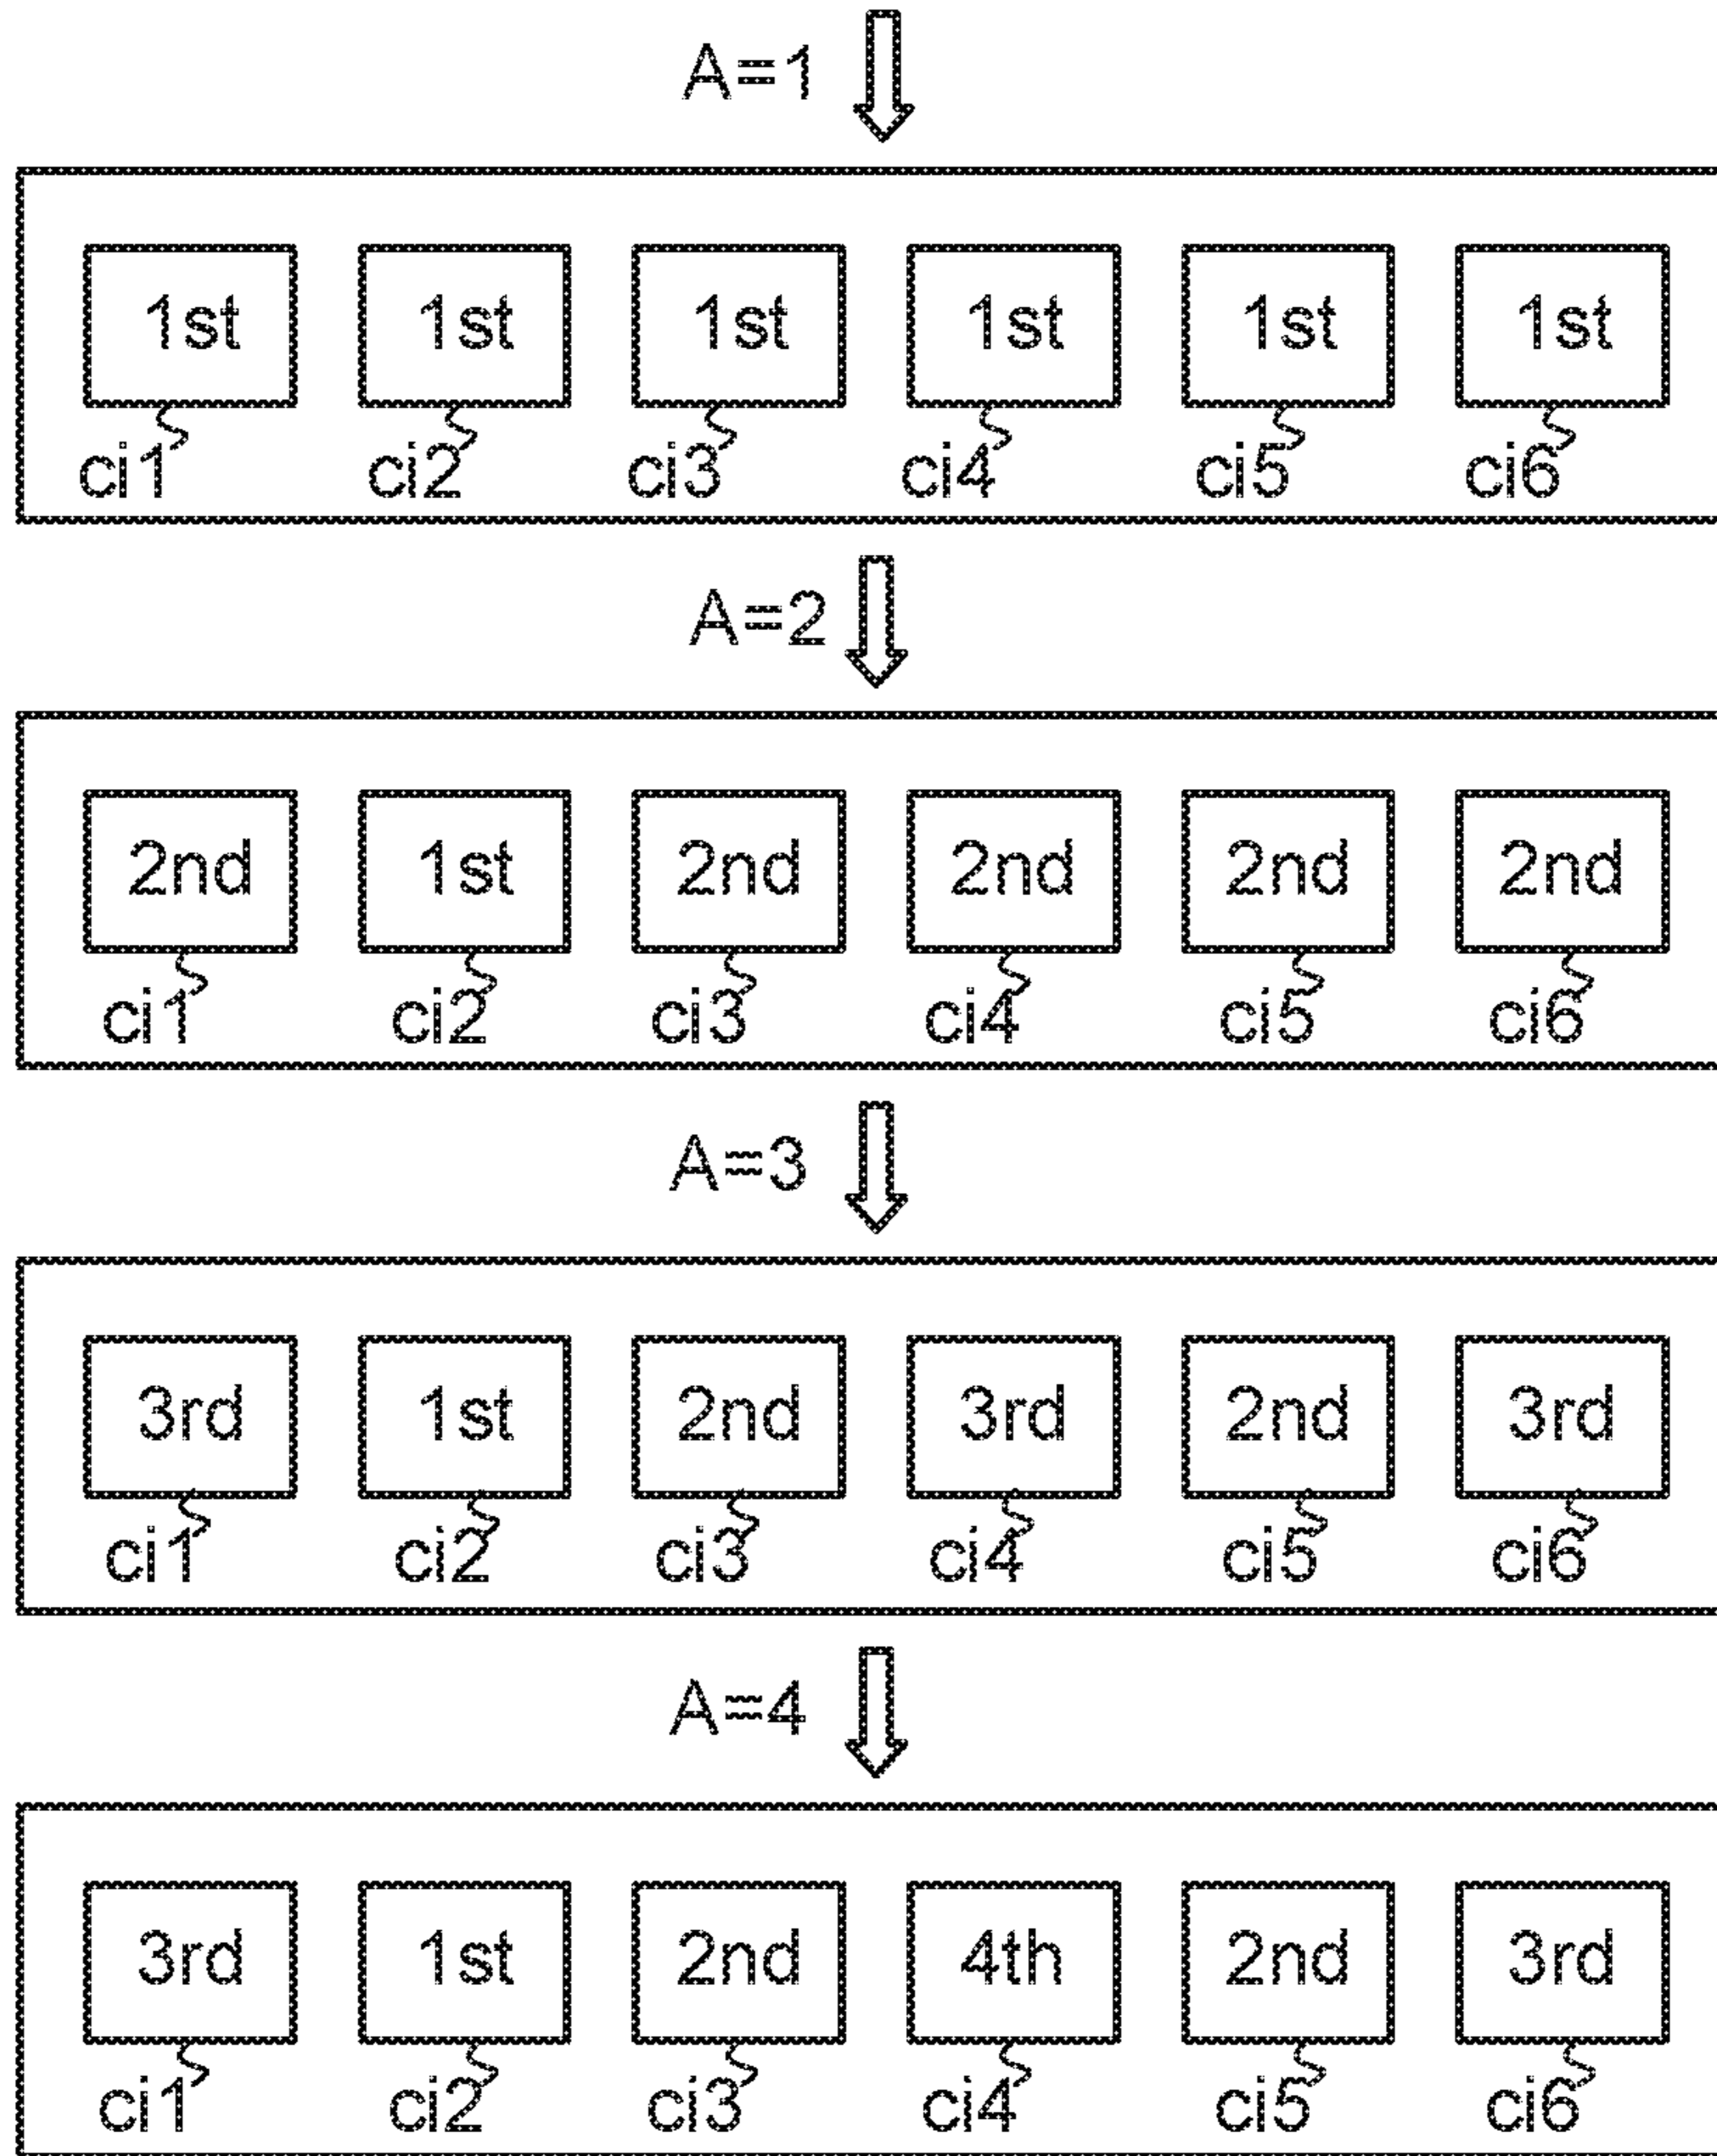 A=1
1st 1st 1st 1st 1st 1st
ci1 ci2 ci3 ci4 ci5 ci6
A=2
2nd 1st 2nd 2nd 2nd 2nd
ci1 ci2 ci3 ci4 ci5 ci6
A=3
3rd 1st 2nd 3rd 2nd 3rd
ci1 ci2 ci3 ci4 ci5 ci6
A=4
3rd 1st 2nd 4th 2nd 3rd
ci1 ci2 ci3 ci4 ci5 ci6